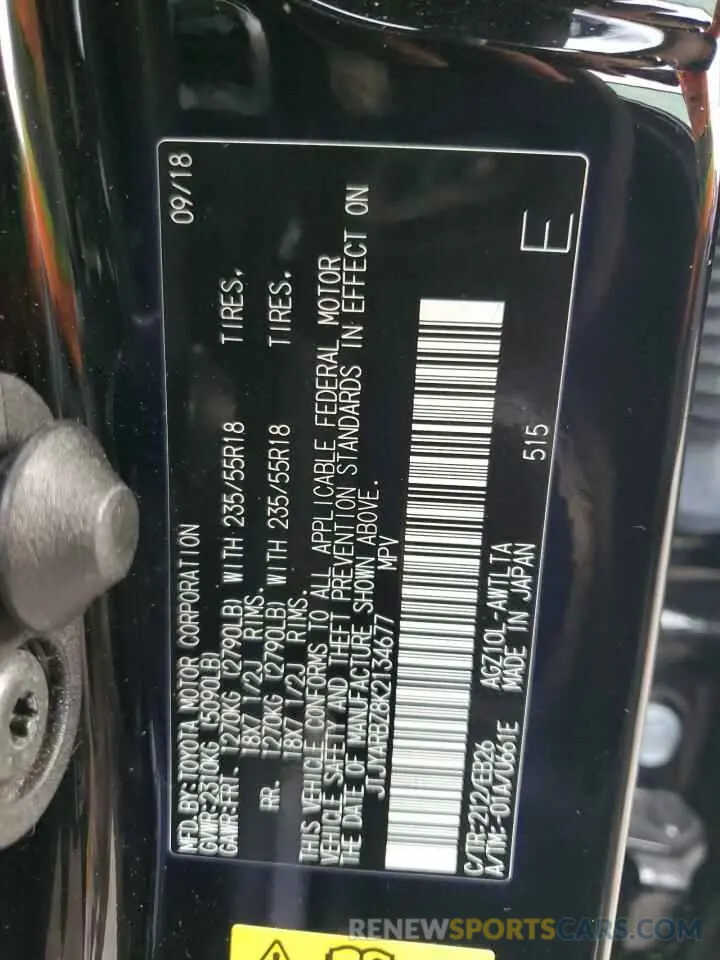 MFD.BY:TOYOTA MOTOR CORPORATION 09/18
GVWR:2310KG (5090LB)
GAWR:FRT. 1270KG (2790LB) WITH 235/55R18 TIRES,
18X7 1/2J RIMS.
RR. 1270KG (2790LB) WITH 235/55R18 TIRES,
18X7 1/2J RIMS.
THIS VEHICLE CONFORMS TO ALL APPLICABLE FEDERAL MOTOR
VEHICLE SAFETY AND THEFT PREVENTION STANDARDS IN EFFECT ON
THE DATE OF MANUFACTURE SHOWN ABOVE.
JTJYARBZ8K2134677 MPV
C/TR:212/EB26 AGZ10L-AWTLTA 515
A/TM:-01A/U661E MADE IN JAPAN
E
RENEWSPORTSCARS.COM